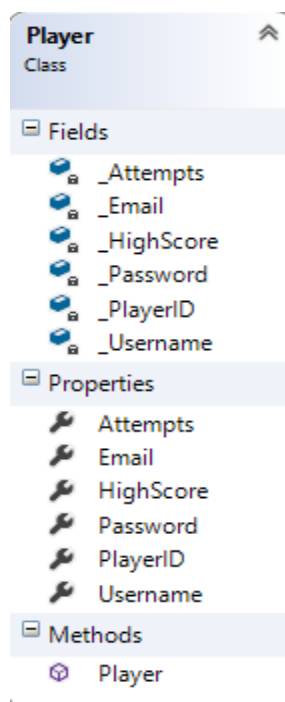 Player
Class
Fields
_Attempts
_Email
_HighScore
_Password
_PlayerID
_Username
Properties
Attempts
Email
HighScore
Password
PlayerID
Username
Methods
Player